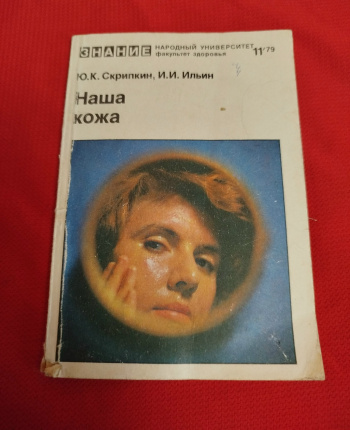 ЗНАНИЕ
НАРОДНЫЙ УНИВЕРСИТЕТ
факультет здоровья
11'79
Ю.К. Скрипкин, И.И. Ильин
Наша
кожа